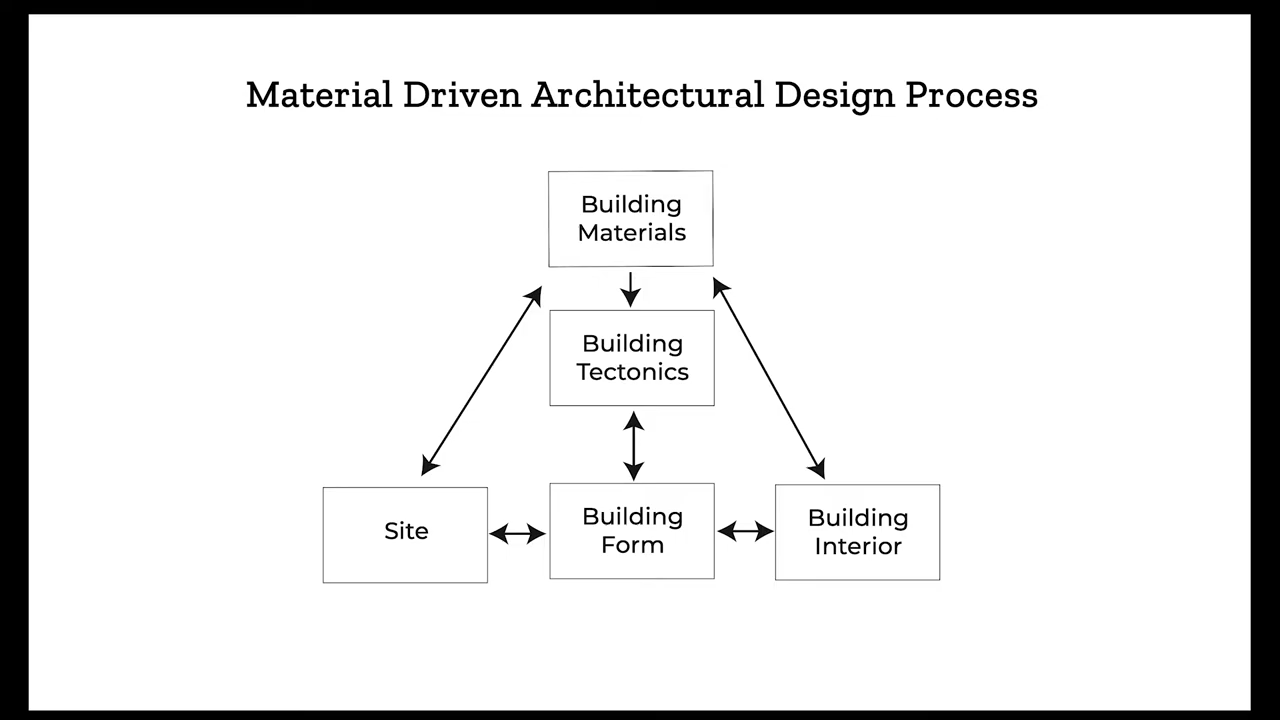 Material Driven Architectural Design Process
Building
Materials
Building
Tectonics
Site
Building
Form
Building
Interior